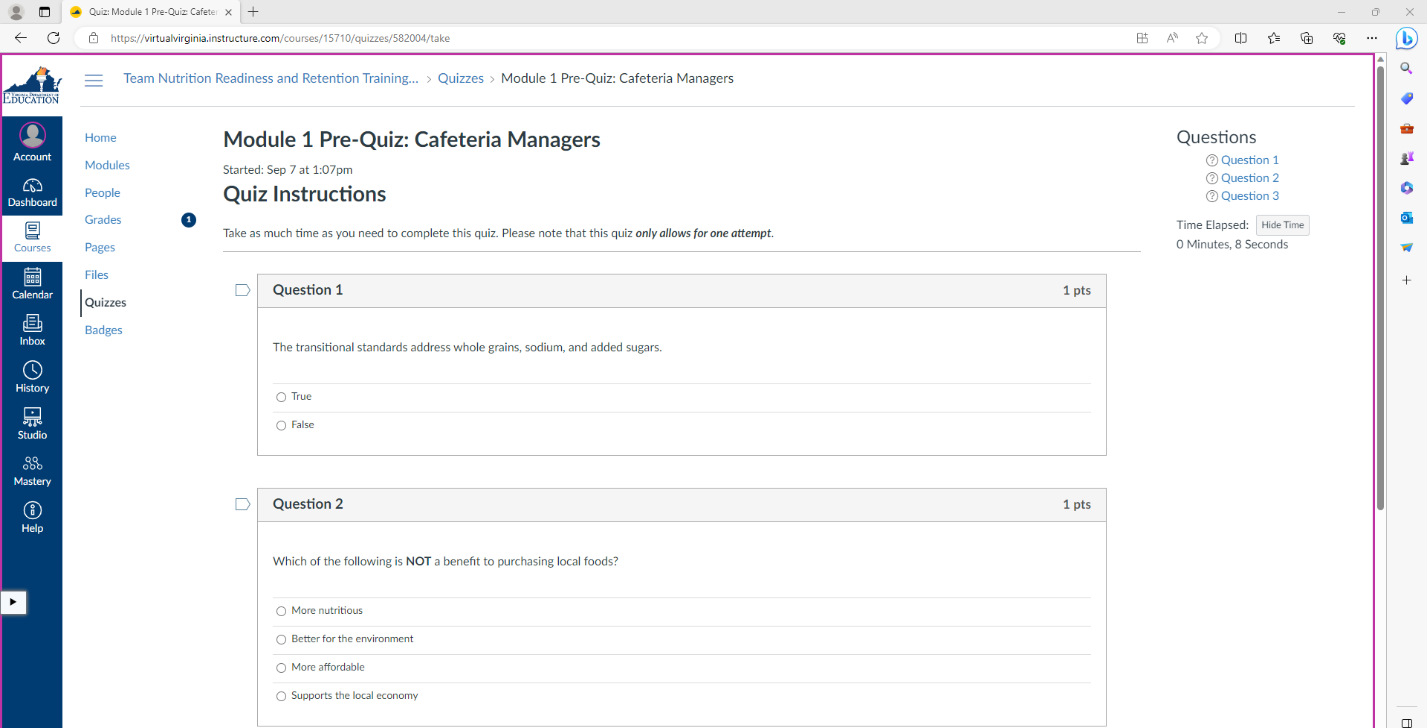 Quiz: Module 1 Pre-Quiz: Cafeter
https://virtualvirginia.instructure.com/courses/15710/quizzes/582004/take
EDUCATION
Team Nutrition Readiness and Retention Training... > Quizzes > Module 1 Pre-Quiz: Cafeteria Managers
Account
Dashboard
Courses
Calendar
Inbox
History
Studio
Mastery
Help
Home
Modules
People
Grades 1
Pages
Files
Quizzes
Badges
Module 1 Pre-Quiz: Cafeteria Managers
Started: Sep 7 at 1:07pm
Quiz Instructions
Take as much time as you need to complete this quiz. Please note that this quiz only allows for one attempt.
Question 1 1 pts
The transitional standards address whole grains, sodium, and added sugars.
True
False
Question 2 1 pts
Which of the following is NOT a benefit to purchasing local foods?
More nutritious
Better for the environment
More affordable
Supports the local economy
Questions
Question 1
Question 2
Question 3
Time Elapsed: Hide Time
0 Minutes, 8 Seconds